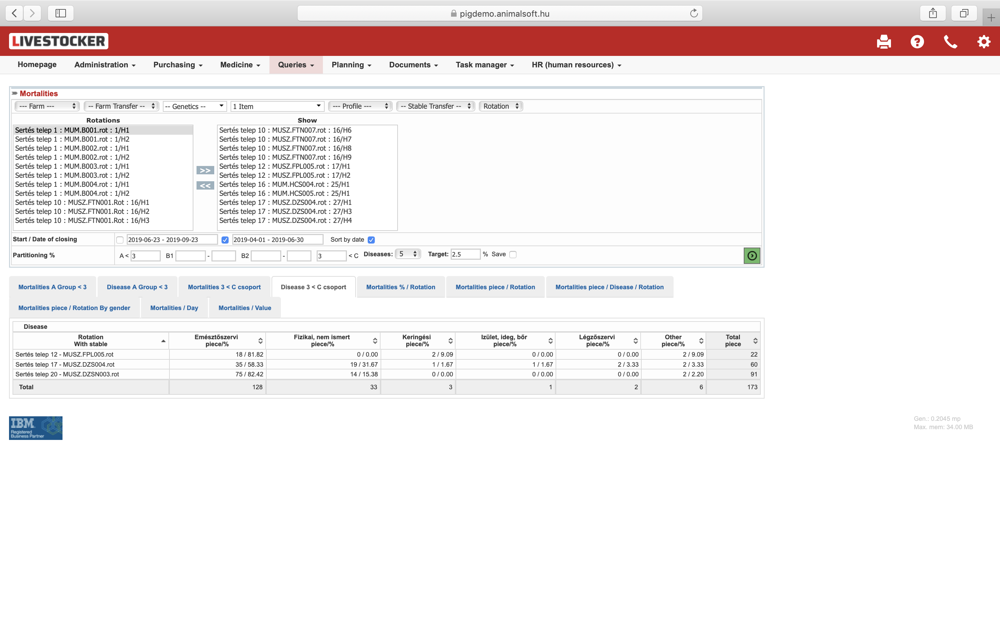 pigdemo.animalsoft.hu
LIVESTOCKER
Homepage Administration Purchasing Medicine Queries Planning Documents Task manager HR (human resources)
Mortalities
--- Farm --- -- Farm Transfer -- -- Genetics -- 1 Item --- Profile --- -- Stable Transfer -- Rotation
Rotations Show
Sertés telep 1 : MUM.B001.rot : 1/H1 Sertés telep 10 : MUSZ.FTN007.rot : 16/H6
Sertés telep 1 : MUM.B001.rot : 1/H2 Sertés telep 10 : MUSZ.FTN007.rot : 16/H7
Sertés telep 1 : MUM.B002.rot : 1/H1 Sertés telep 10 : MUSZ.FTN007.rot : 16/H8
Sertés telep 1 : MUM.B002.rot : 1/H2 Sertés telep 10 : MUSZ.FTN007.rot : 16/H9
Sertés telep 1 : MUM.B003.rot : 1/H1 >> Sertés telep 12 : MUSZ.FPL005.rot : 17/H1
Sertés telep 1 : MUM.B003.rot : 1/H2 Sertés telep 12 : MUSZ.FPL005.rot : 17/H2
Sertés telep 1 : MUM.B004.rot : 1/H1 << Sertés telep 16 : MUM.HCS004.rot : 25/H1
Sertés telep 1 : MUM.B004.rot : 1/H2 Sertés telep 16 : MUM.HCS005.rot : 25/H1
Sertés telep 10 : MUSZ.FTN001.Rot : 16/H1 Sertés telep 17 : MUSZ.DZS004.rot : 27/H1
Sertés telep 10 : MUSZ.FTN001.Rot : 16/H2 Sertés telep 17 : MUSZ.DZS004.rot : 27/H3
Sertés telep 10 : MUSZ.FTN001.Rot : 16/H3 Sertés telep 17 : MUSZ.DZS004.rot : 27/H4
Start / Date of closing 2019-06-23 - 2019-09-23 2019-04-01 - 2019-06-30 Sort by date
Partitioning % A < 3 B1 - B2 - 3 < C Diseases: 5 Target: 2.5 % Save
Mortalities A Group < 3 Disease A Group < 3 Mortalities 3 < C csoport Disease 3 < C csoport Mortalities % / Rotation Mortalities piece / Rotation Mortalities piece / Disease / Rotation
Mortalities piece / Rotation By gender Mortalities / Day Mortalities / Value
Disease
Rotation Emésztőszervi Fizikai, nem ismert Keringési Izület, ideg, bőr Légzőszervi Other Total
With stable piece/% piece/% piece/% piece/% piece/% piece/% piece
Sertés telep 12 - MUSZ.FPL005.rot 18 / 81.82 0 / 0.00 2 / 9.09 0 / 0.00 0 / 0.00 2 / 9.09 22
Sertés telep 17 - MUSZ.DZS004.rot 35 / 58.33 19 / 31.67 1 / 1.67 1 / 1.67 2 / 3.33 2 / 3.33 60
Sertés telep 20 - MUSZ.DZSN003.rot 75 / 82.42 14 / 15.38 0 / 0.00 0 / 0.00 0 / 0.00 2 / 2.20 91
Total 128 33 3 1 2 6 173
IBM
Registered
Business Partner
Gen.: 0.2045 mp
Max. mem: 34.00 MB